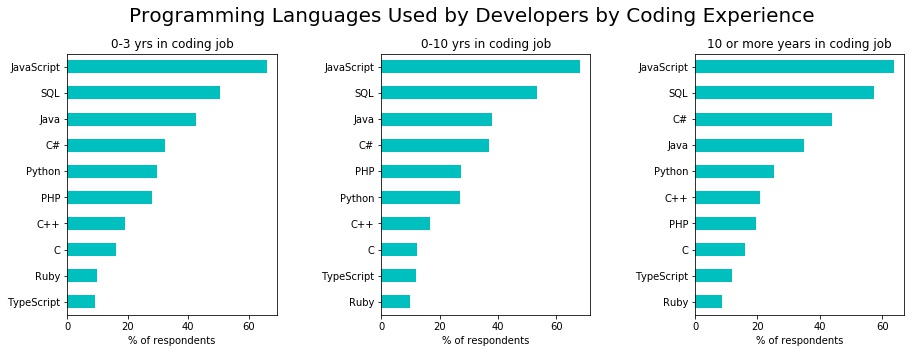 Programming Languages Used by Developers by Coding Experience
0-3 yrs in coding job
JavaScript
SQL
Java
C#
Python
PHP
C++
C
Ruby
TypeScript
0 20 40 60
% of respondents
0-10 yrs in coding job
JavaScript
SQL
Java
C#
PHP
Python
C++
C
TypeScript
Ruby
0 20 40 60
% of respondents
10 or more years in coding job
JavaScript
SQL
C#
Java
Python
C++
PHP
C
TypeScript
Ruby
0 20 40 60
% of respondents